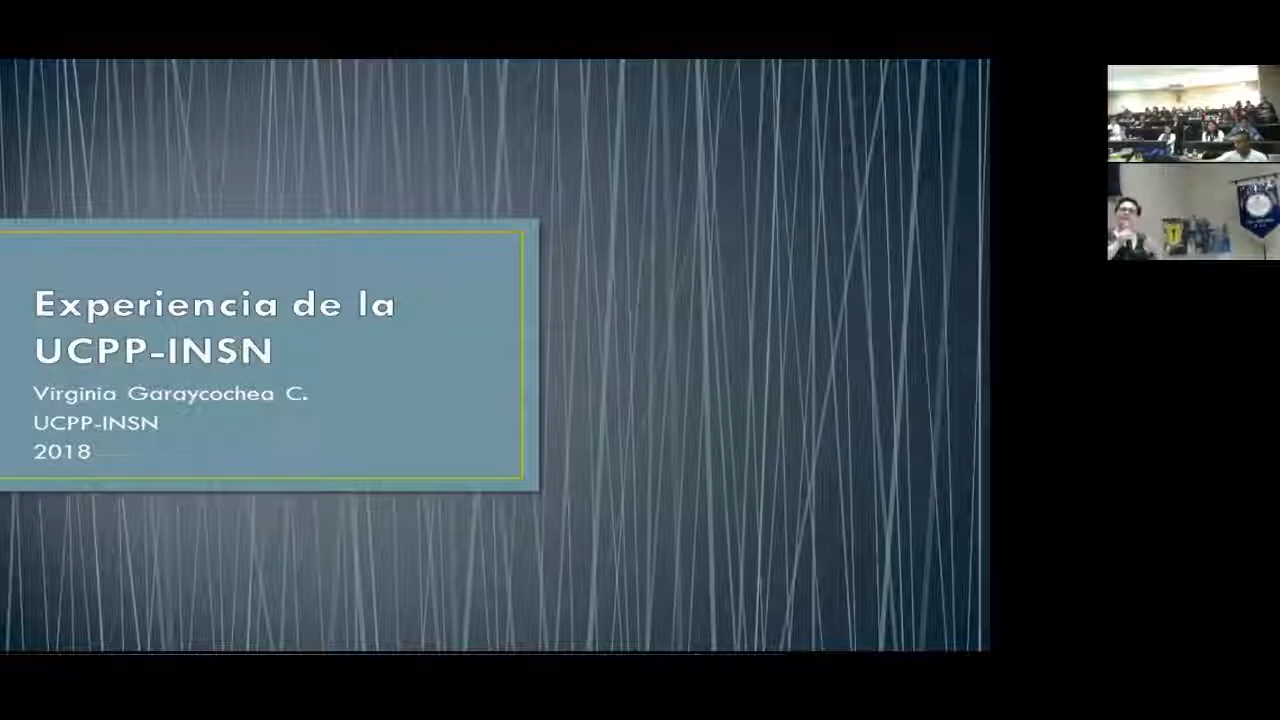 Experiencia de la
UCPP-INSN
Virginia Garaycochea C.
UCPP-INSN
2018